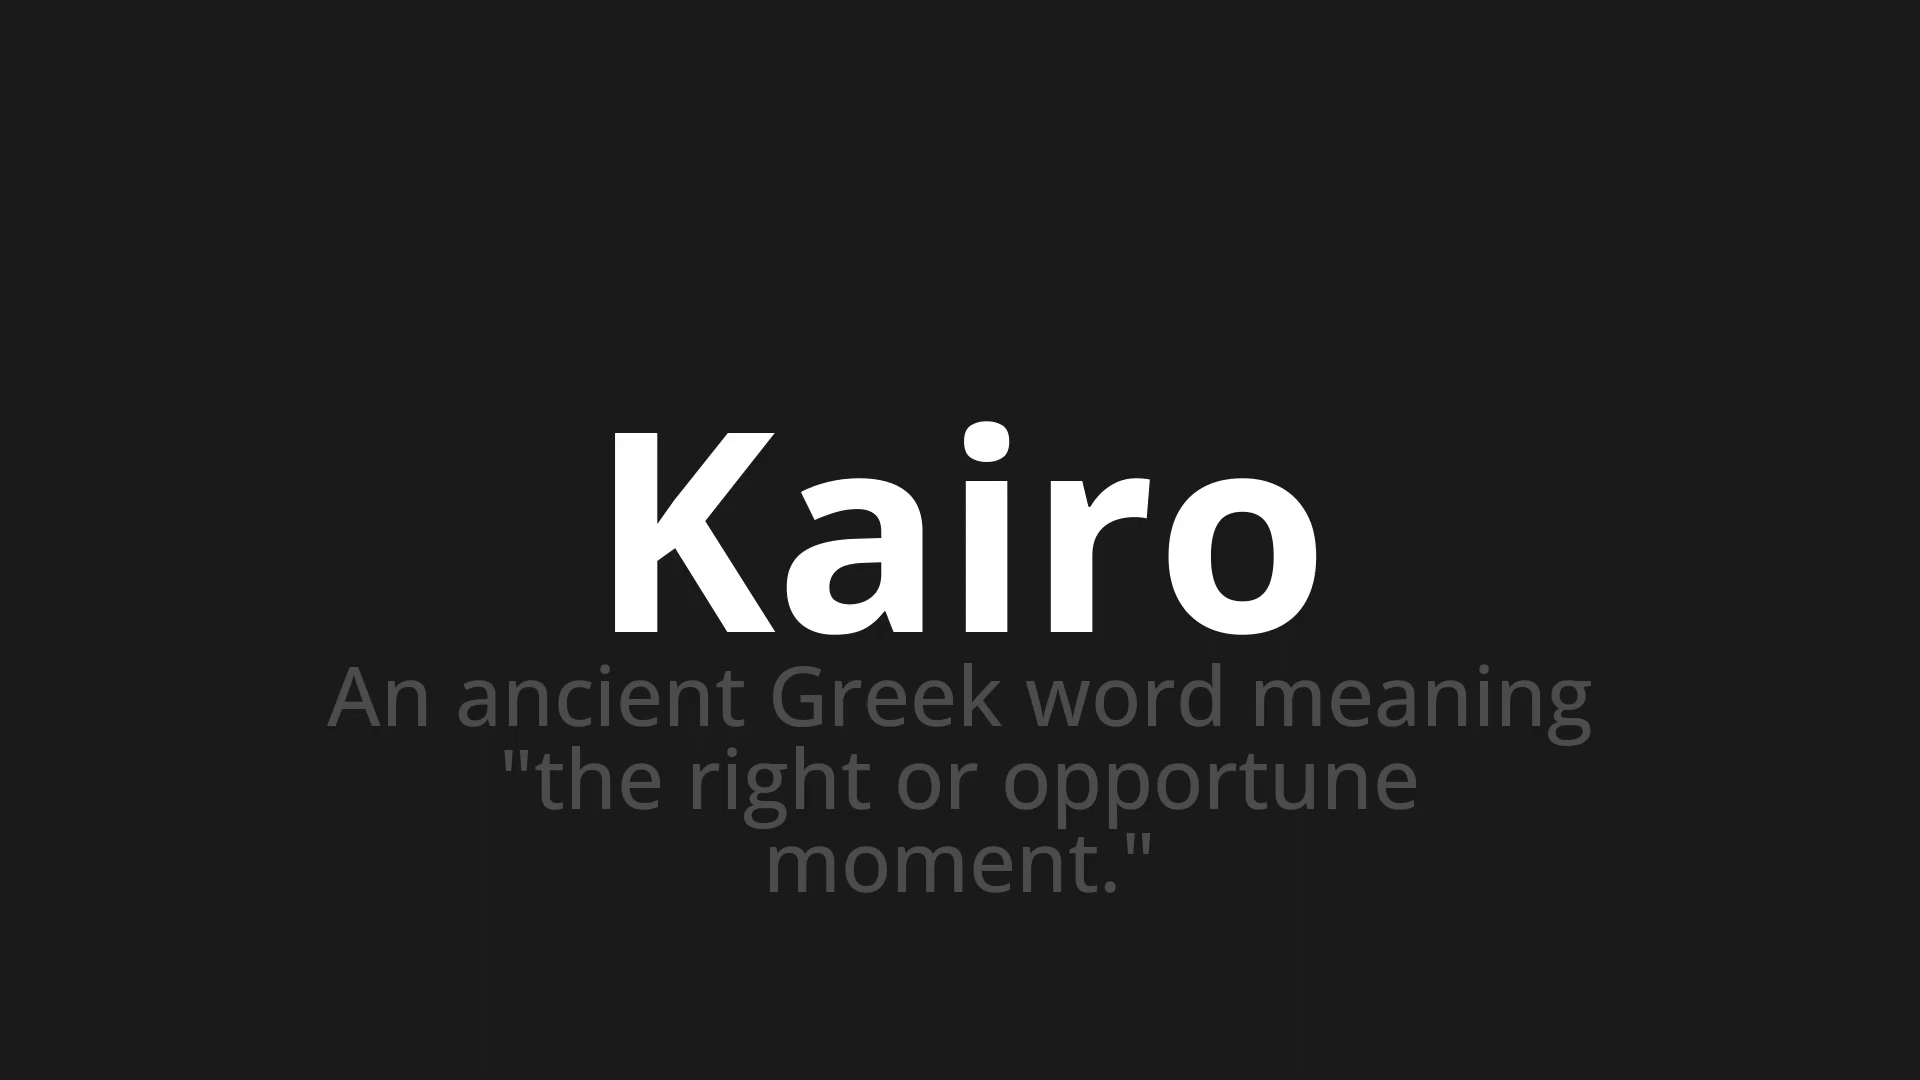 Kairo
An ancient Greek word meaning
"the right or opportune
moment."